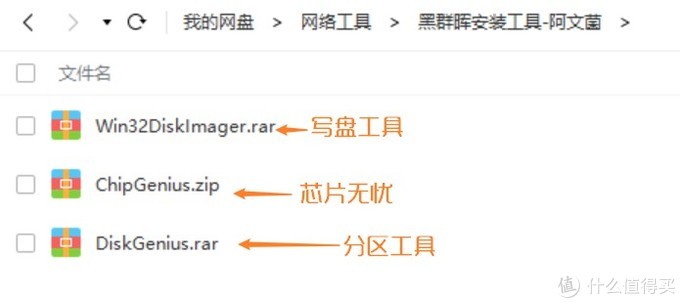 我的网盘 > 网络工具 > 黑群晖安装工具-阿文菌 >
文件名
Win32DiskImager.rar 写盘工具
ChipGenius.zip 芯片无忧
DiskGenius.rar 分区工具
值 什么值得买